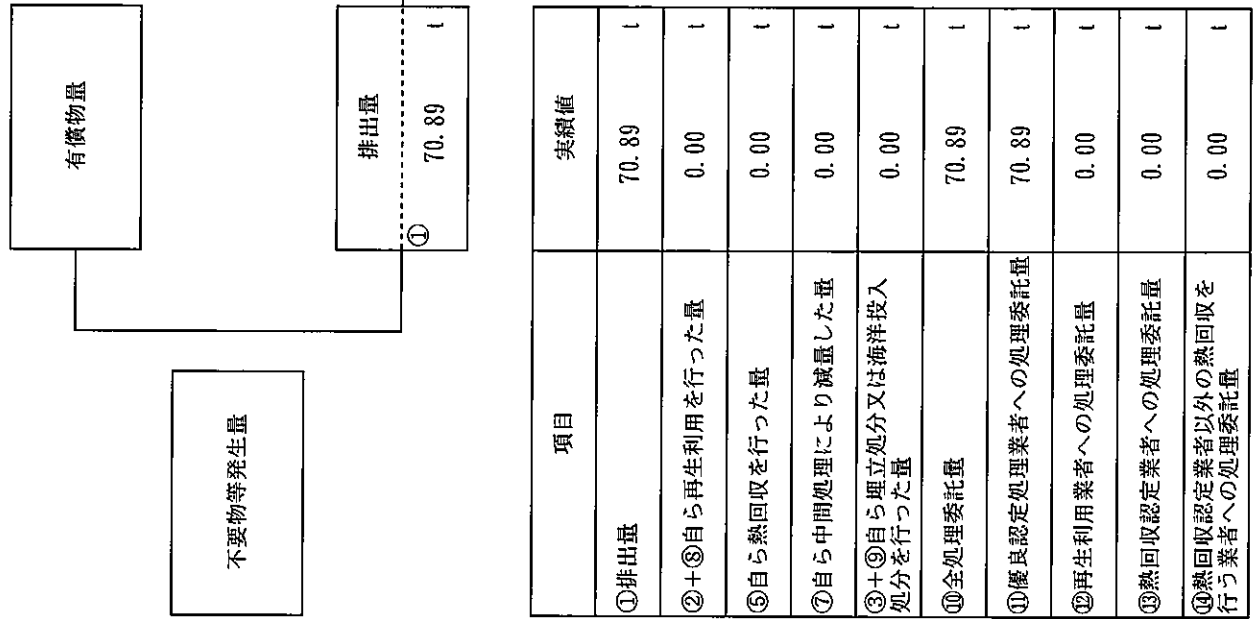 有償物量
不要物等発生量
排出量
① 70.89 t
項目 実績値
①排出量 70.89 t
②+⑧自ら再生利用を行った量 0.00 t
⑤自ら熱回収を行った量 0.00 t
⑦自ら中間処理により減量した量 0.00 t
③+⑨自ら埋立処分又は海洋投入
処分を行った量 0.00 t
⑩全処理委託量 70.89 t
⑪優良認定処理業者への処理委託量 70.89 t
⑫再生利用業者への処理委託量 0.00 t
⑬熱回収認定業者への処理委託量 0.00 t
⑭熱回収認定業者以外の熱回収を
行う業者への処理委託量 0.00 t